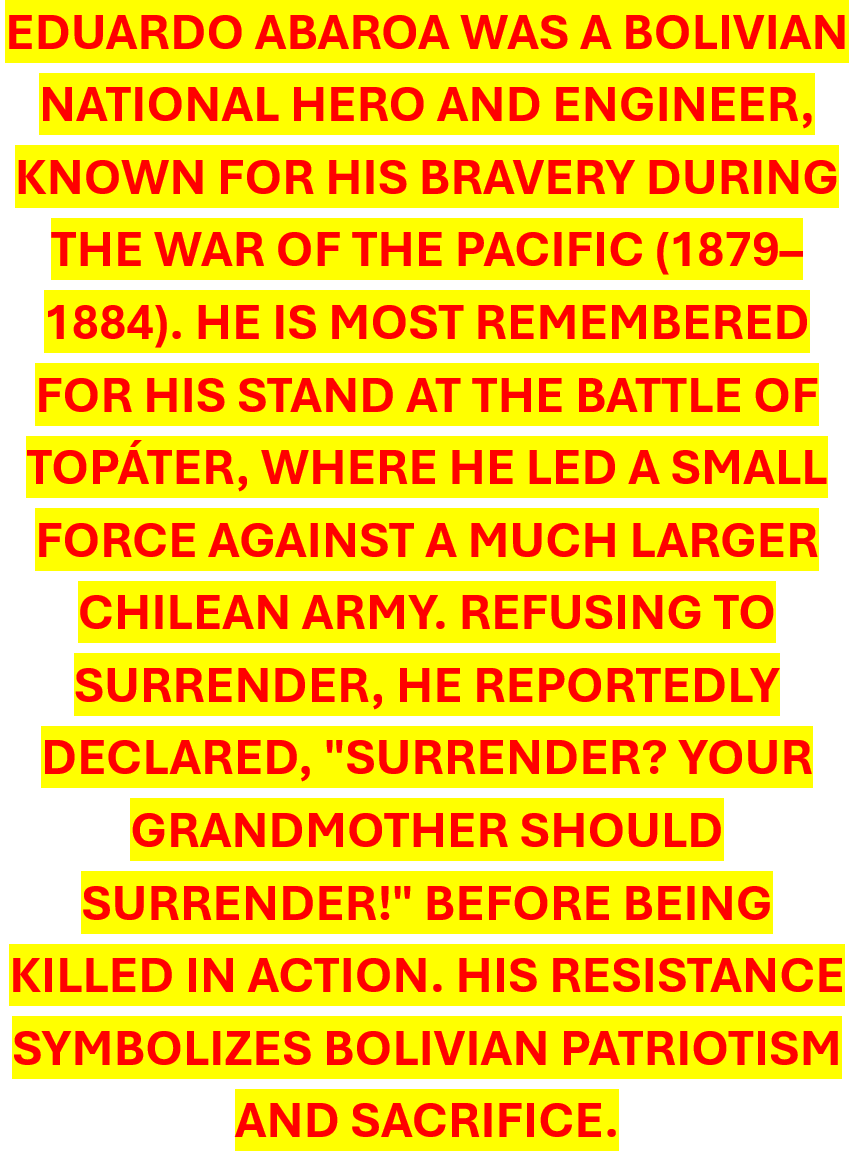 EDUARDO ABAROA WAS A BOLIVIAN
NATIONAL HERO AND ENGINEER,
KNOWN FOR HIS BRAVERY DURING
THE WAR OF THE PACIFIC (1879–
1884). HE IS MOST REMEMBERED
FOR HIS STAND AT THE BATTLE OF
TOPÁTER, WHERE HE LED A SMALL
FORCE AGAINST A MUCH LARGER
CHILEAN ARMY. REFUSING TO
SURRENDER, HE REPORTEDLY
DECLARED, "SURRENDER? YOUR
GRANDMOTHER SHOULD
SURRENDER!" BEFORE BEING
KILLED IN ACTION. HIS RESISTANCE
SYMBOLIZES BOLIVIAN PATRIOTISM
AND SACRIFICE.